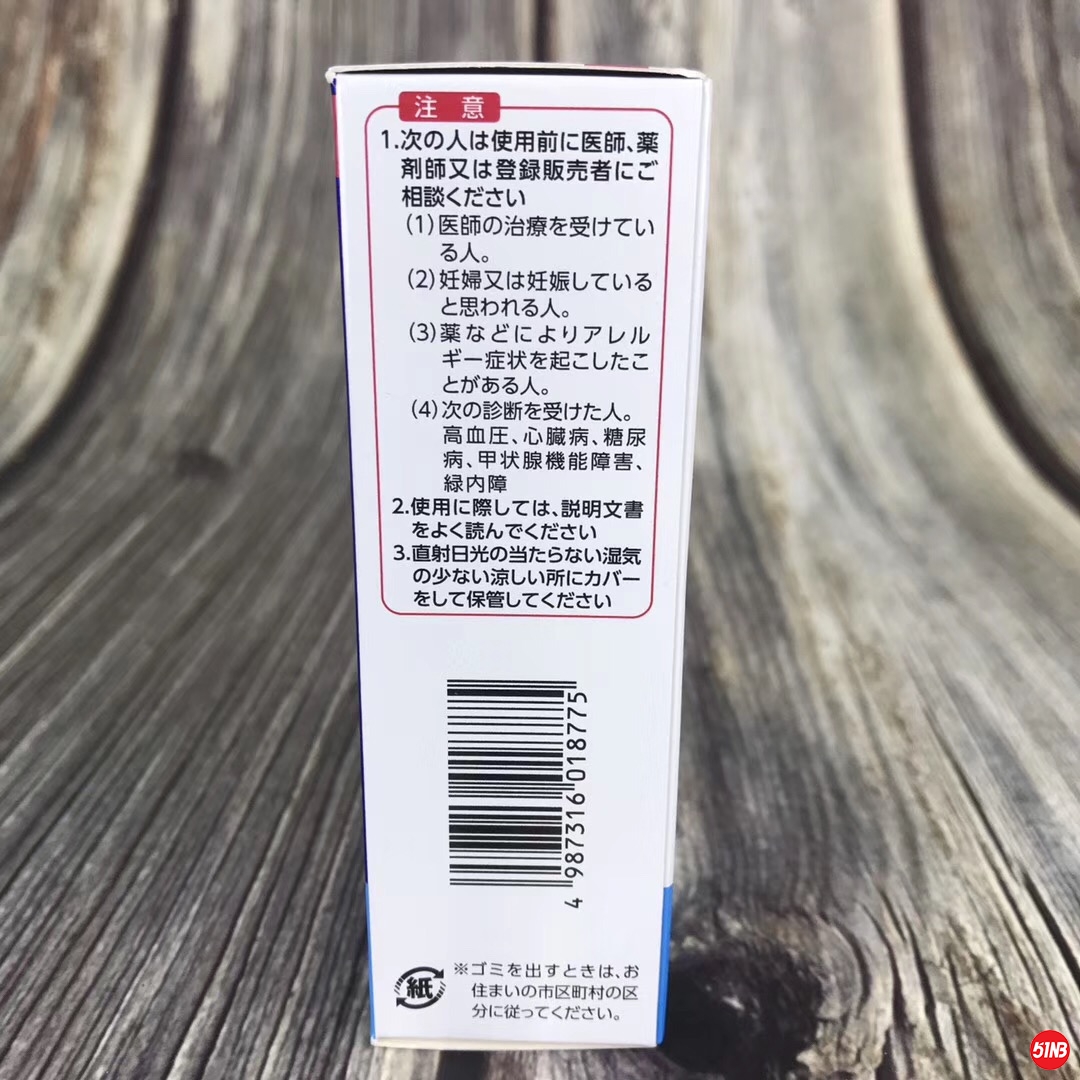 注意
1.次の人は使用前に医師、薬
剤師又は登録販売者にご
相談ください
(1)医師の治療を受けてい
る人。
(2)妊婦又は妊娠している
と思われる人。
(3)薬などによりアレル
ギー症状を起こしたこ
とがある人。
(4)次の診断を受けた人。
高血圧、心臓病、糖尿
病、甲状腺機能障害、
緑内障
2.使用に際しては、説明文書
をよく読んでください
3.直射日光の当たらない湿気
の少ない涼しい所にカバー
をして保管してください
4 987316 018775
紙
※ゴミを出すときは、お
住まいの市区町村の区
分に従ってください。
51NB